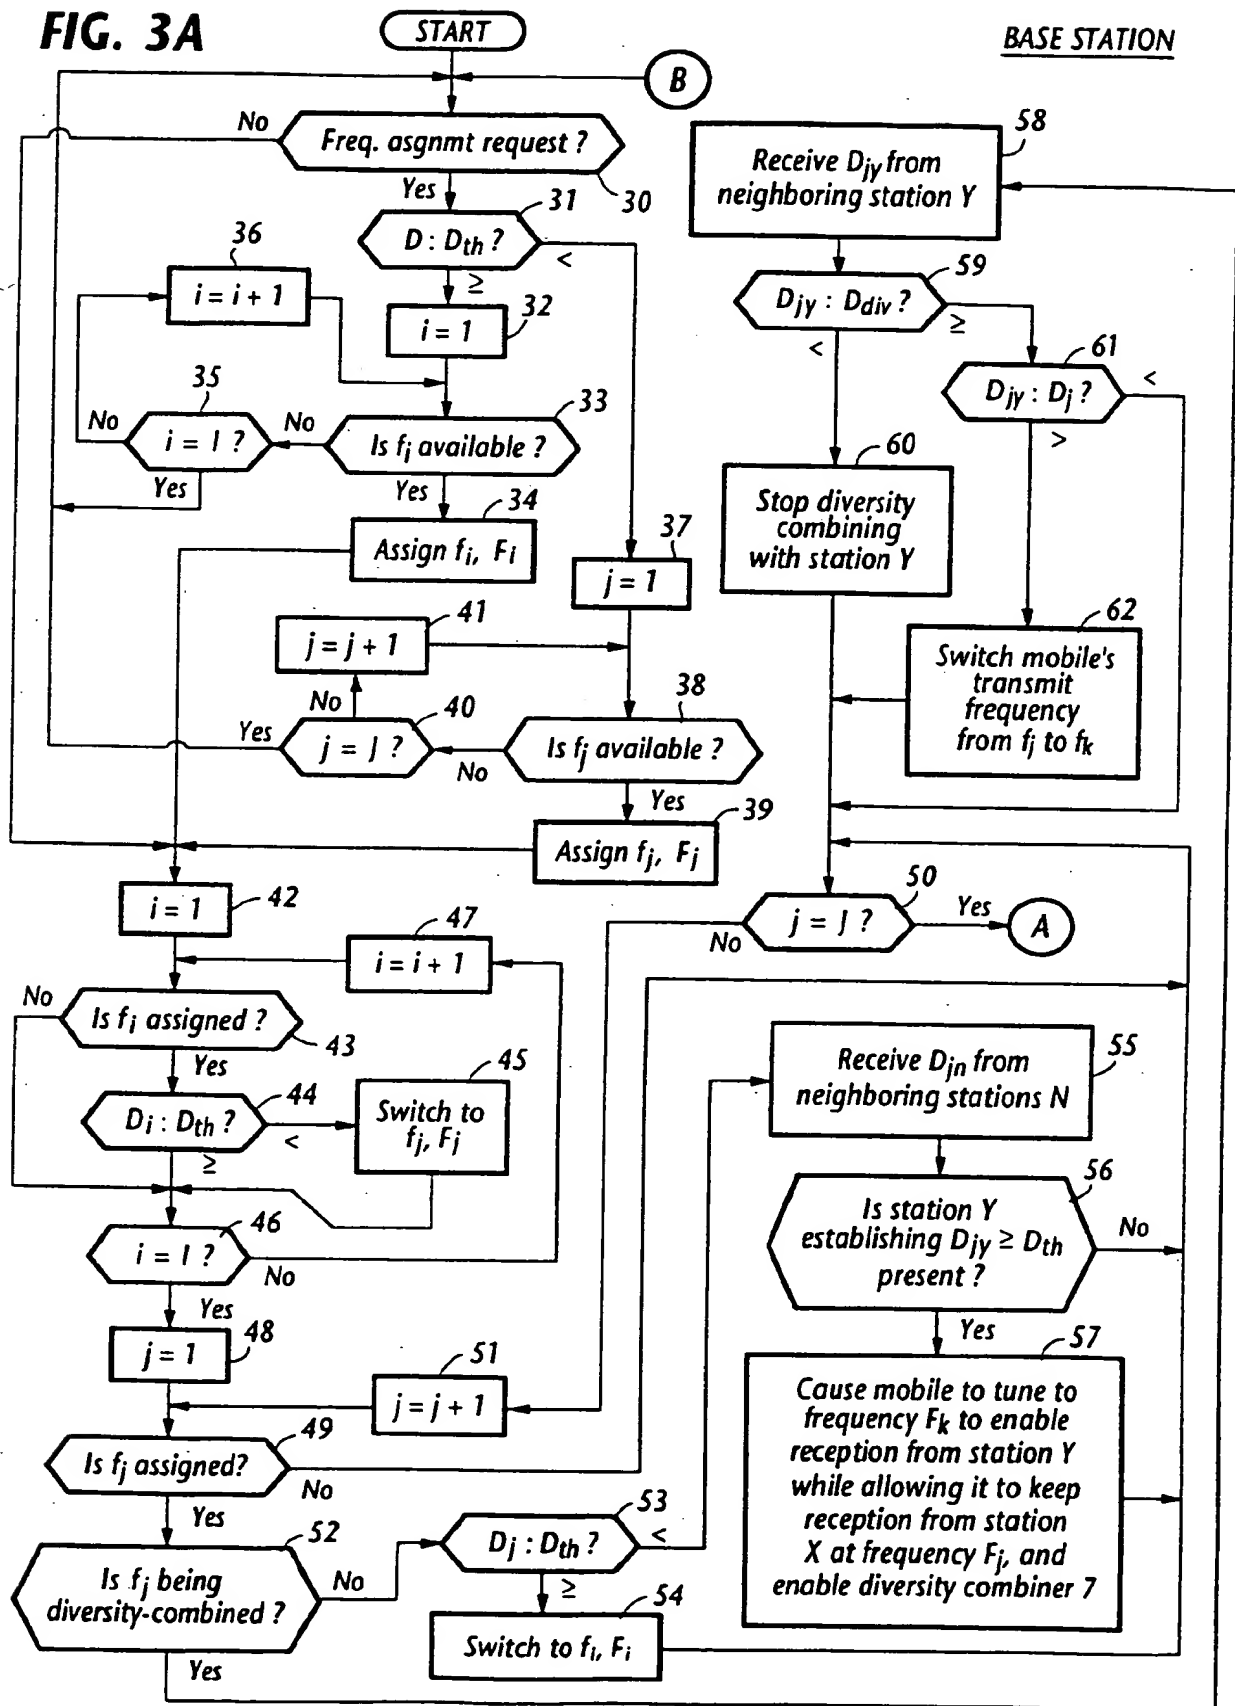 FIG. 3A
START
BASE STATION
B
No
Freq. asgnmt request ?
30
Yes
31
D : Dth ?
<
≥
36
i = i + 1
32
i = 1
35
No
i = I ?
No
33
Is fi available ?
Yes
Yes
34
Assign fi, Fi
37
j = 1
41
j = j + 1
No
40
Yes
j = J ?
No
38
Is fj available ?
Yes
39
Assign fj, Fj
58
Receive Djy from
neighboring station Y
59
Djy : Ddiv ?
≥
<
61
Djy : Dj ?
<
>
60
Stop diversity
combining
with station Y
62
Switch mobile's
transmit
frequency
from fj to fk
50
j = J ?
Yes
A
No
42
i = 1
47
i = i + 1
No
Is fi assigned ?
43
Yes
44
Di : Dth ?
<
≥
45
Switch to
fj, Fj
46
i = I ?
No
Yes
48
j = 1
51
j = j + 1
49
Is fj assigned?
No
Yes
52
Is fj being
diversity-combined ?
No
Yes
53
Dj : Dth ?
<
≥
54
Switch to fi, Fi
55
Receive Djn from
neighboring stations N
56
Is station Y
establishing Djy ≥ Dth
present ?
No
Yes
57
Cause mobile to tune to
frequency Fk to enable
reception from station Y
while allowing it to keep
reception from station
X at frequency Fj, and
enable diversity combiner 7